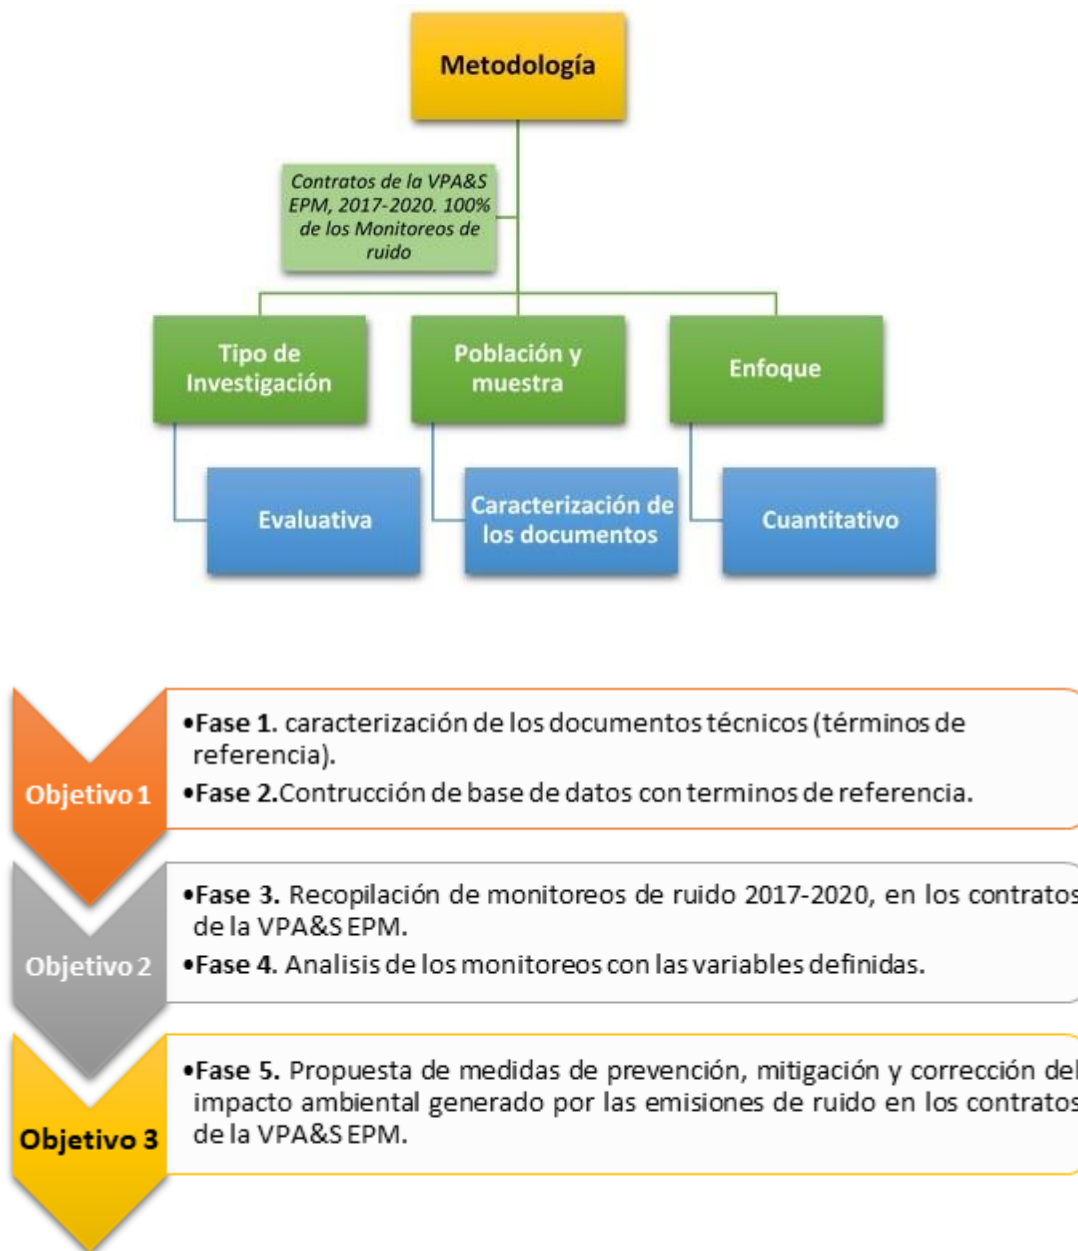 Metodología
Contratos de la VPA&S
EPM, 2017-2020. 100%
de los Monitoreos de
ruido
Tipo de
Investigación
Población y
muestra
Enfoque
Evaluativa
Caracterización de
los documentos
Cuantitativo
Objetivo 1
•Fase 1. caracterización de los documentos técnicos (términos de
referencia).
•Fase 2.Contrucción de base de datos con terminos de referencia.
Objetivo 2
•Fase 3. Recopilación de monitoreos de ruido 2017-2020, en los contratos
de la VPA&S EPM.
•Fase 4. Analisis de los monitoreos con las variables definidas.
Objetivo 3
•Fase 5. Propuesta de medidas de prevención, mitigación y corrección del
impacto ambiental generado por las emisiones de ruido en los contratos
de la VPA&S EPM.